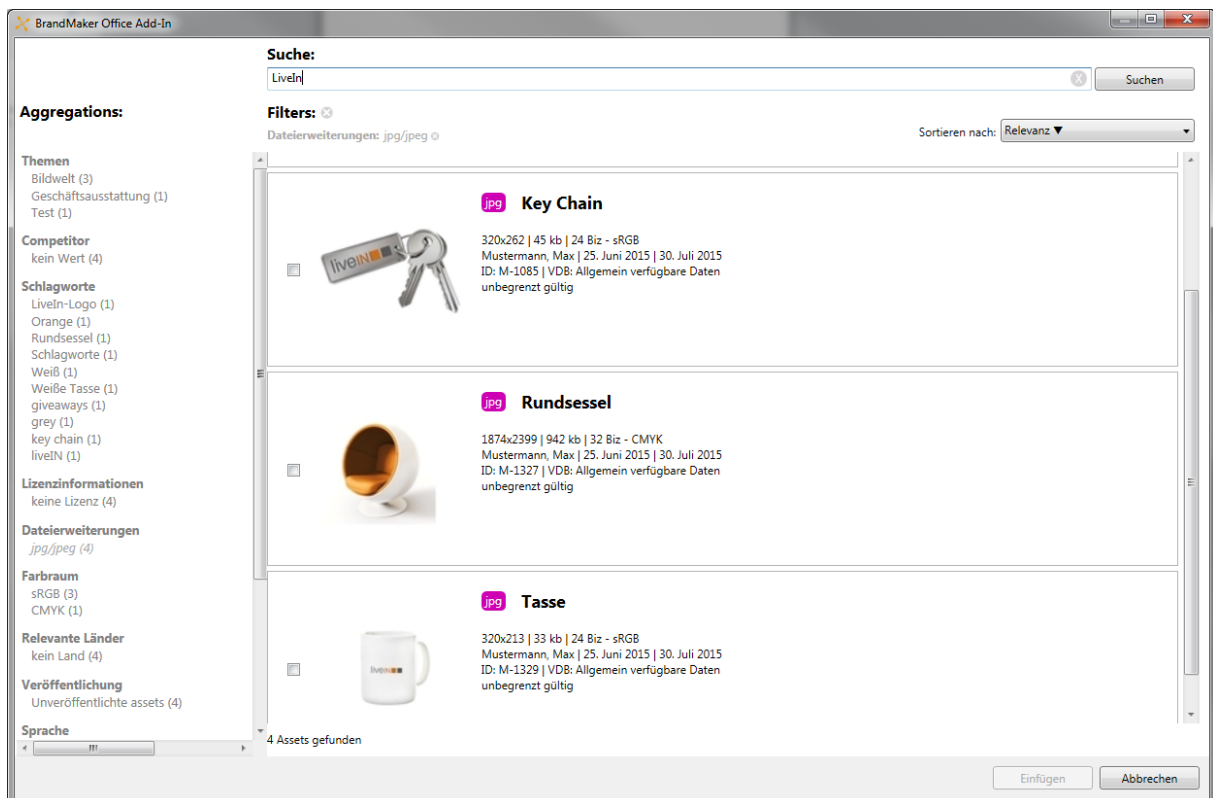 BrandMaker Office Add-In
Suche:
LiveIn
Suchen
Aggregations:
Filters:
Dateierweiterungen: jpg/jpeg
Sortieren nach: Relevanz ▼
Themen
Bildwelt (3)
Geschäftsausstattung (1)
Test (1)
Competitor
kein Wert (4)
Schlagworte
LiveIn-Logo (1)
Orange (1)
Rundsessel (1)
Schlagworte (1)
Weiß (1)
Weiße Tasse (1)
giveaways (1)
grey (1)
key chain (1)
liveIN (1)
Lizenzinformationen
keine Lizenz (4)
Dateierweiterungen
jpg/jpeg (4)
Farbraum
sRGB (3)
CMYK (1)
Relevante Länder
kein Land (4)
Veröffentlichung
Unveröffentlichte assets (4)
Sprache
liveIN
jpg Key Chain
320x262 | 45 kb | 24 Biz - sRGB
Mustermann, Max | 25. Juni 2015 | 30. Juli 2015
ID: M-1085 | VDB: Allgemein verfügbare Daten
unbegrenzt gültig
jpg Rundsessel
1874x2399 | 942 kb | 32 Biz - CMYK
Mustermann, Max | 25. Juni 2015 | 30. Juli 2015
ID: M-1327 | VDB: Allgemein verfügbare Daten
unbegrenzt gültig
liveIN
jpg Tasse
320x213 | 33 kb | 24 Biz - sRGB
Mustermann, Max | 25. Juni 2015 | 30. Juli 2015
ID: M-1329 | VDB: Allgemein verfügbare Daten
unbegrenzt gültig
4 Assets gefunden
Einfügen
Abbrechen